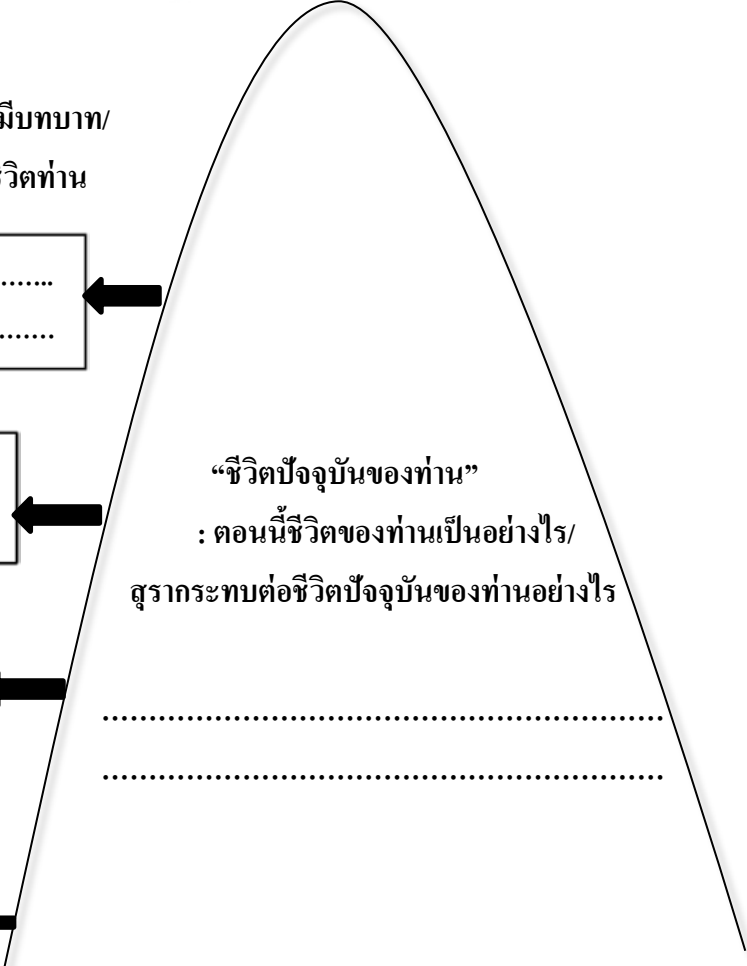 มีบทบาท/
ชีวิตท่าน
……..
…….
“ชีวิตปัจจุบันของท่าน”
: ตอนนี้ชีวิตของท่านเป็นอย่างไร/
สุรากระทบต่อชีวิตปัจจุบันของท่านอย่างไร
……………………………………………………
……………………………………………………